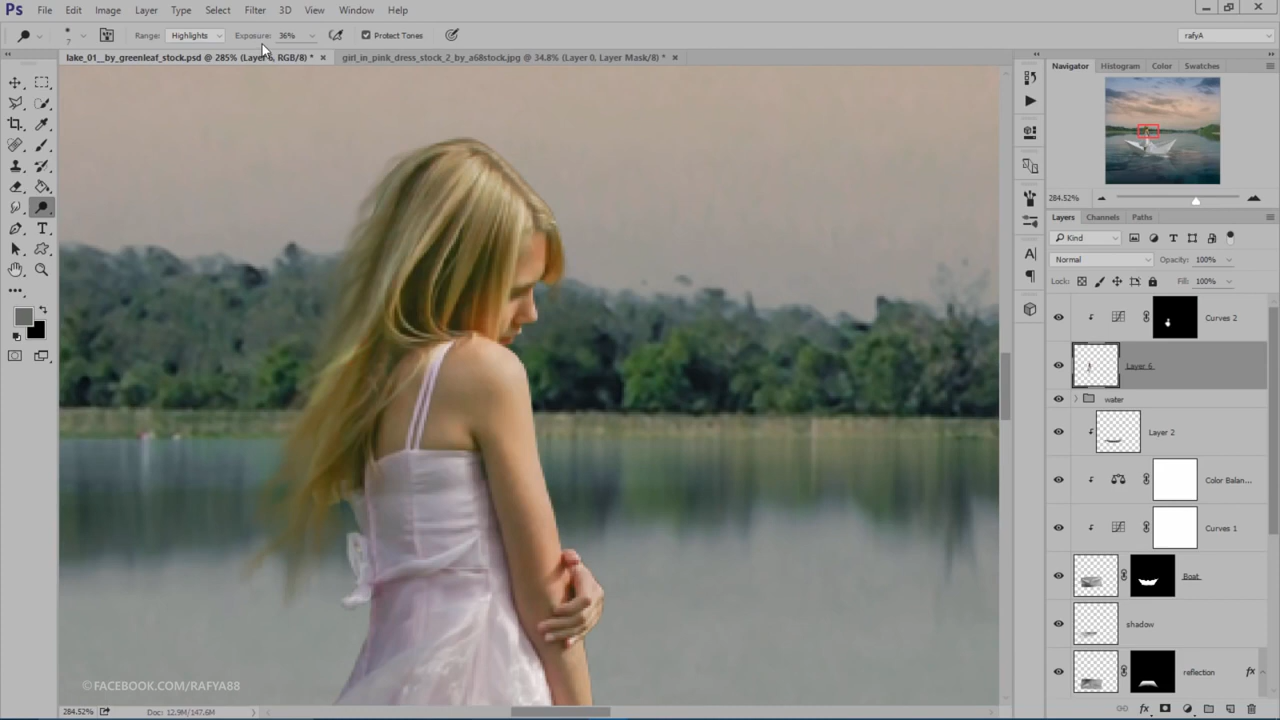 Ps File Edit Image Layer Type Select Filter 3D View Window Help
7 Range: Highlights Exposure: 36% Protect Tones rafyA
lake_01__by_greenleaf_stock.psd @ 285% (Layer 6, RGB/8) * × girl_in_pink_dress_stock_2_by_a68stock.jpg @ 34.8% (Layer 0, Layer Mask/8) * ×
Navigator Histogram Color Swatches
284.52%
Layers Channels Paths
Kind
Normal Opacity: 100%
Lock: Fill: 100%
Curves 2
Layer 6
water
Layer 2
Color Balan...
Curves 1
Boat
shadow
reflection fx
©FACEBOOK.COM/RAFYA88
284.52% Doc: 12.9M/147.6M